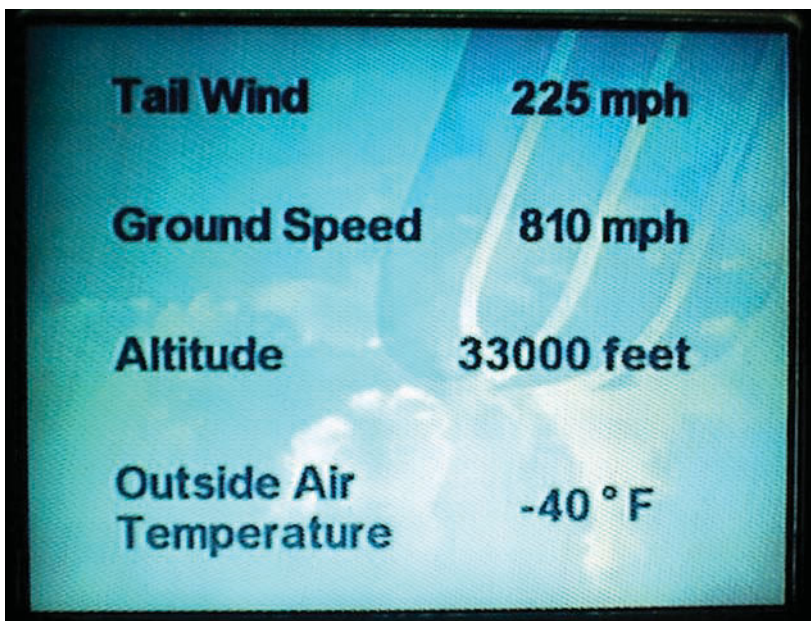 Tail Wind 225 mph
Ground Speed 810 mph
Altitude 33000 feet
Outside Air
Temperature -40°F